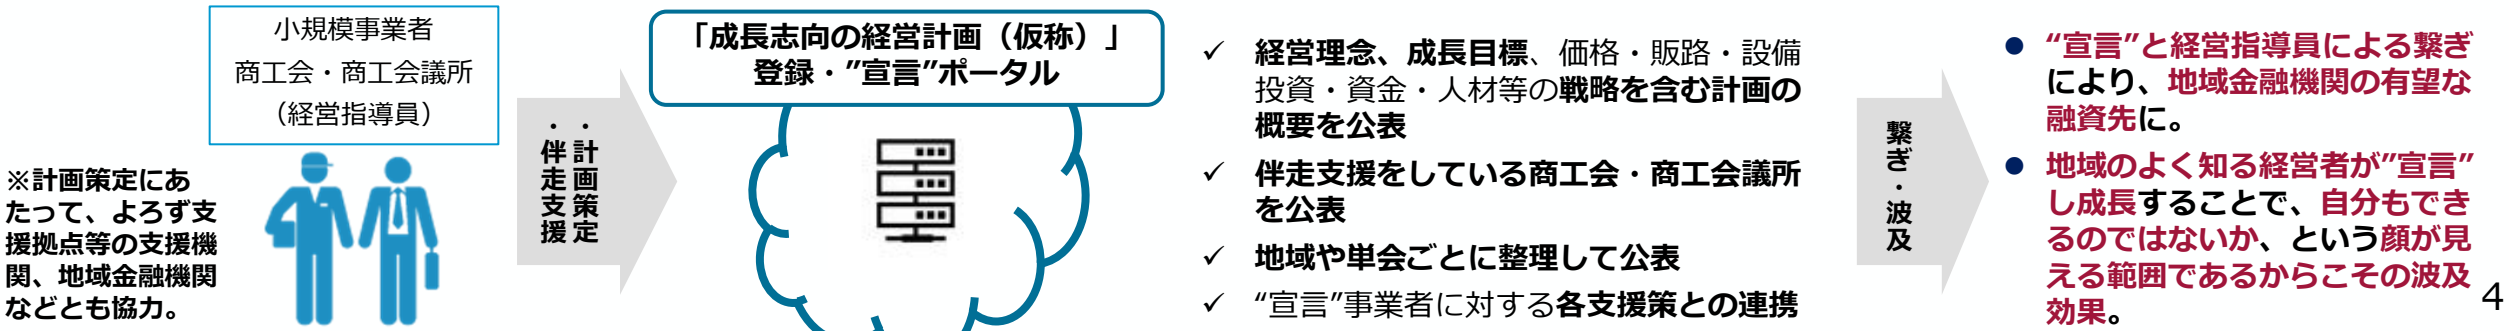 小規模事業者
商工会・商工会議所
（経営指導員）
※計画策定にあ
たって、よろず支
援拠点等の支援機
関、地域金融機関
などとも協力。
・計画策定
・伴走支援
「成長志向の経営計画（仮称）」
登録・”宣言”ポータル
✓ 経営理念、成長目標、価格・販路・設備
投資・資金・人材等の戦略を含む計画の
概要を公表
✓ 伴走支援をしている商工会・商工会議所
を公表
✓ 地域や単会ごとに整理して公表
✓ “宣言”事業者に対する各支援策との連携
繋ぎ・波及
● “宣言”と経営指導員による繋ぎ
により、地域金融機関の有望な
融資先に。
● 地域のよく知る経営者が”宣言”
し成長することで、自分もでき
るのではないか、という顔が見
える範囲であるからこその波及
効果。
4